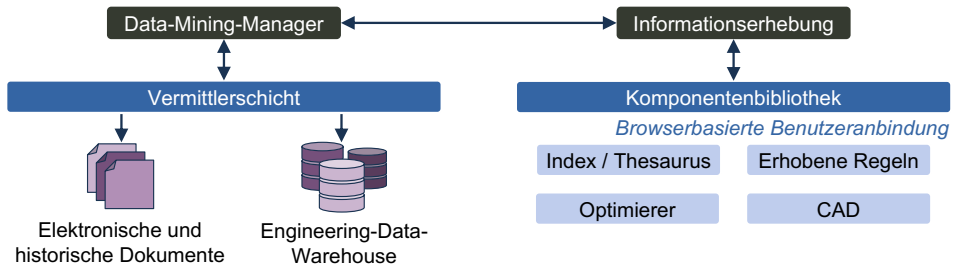 Data-Mining-Manager
Informationserhebung
Vermittlerschicht
Komponentenbibliothek
Browserbasierte Benutzeranbindung
Index / Thesaurus
Erhobene Regeln
Optimierer
CAD
Elektronische und
historische Dokumente
Engineering-Data-
Warehouse